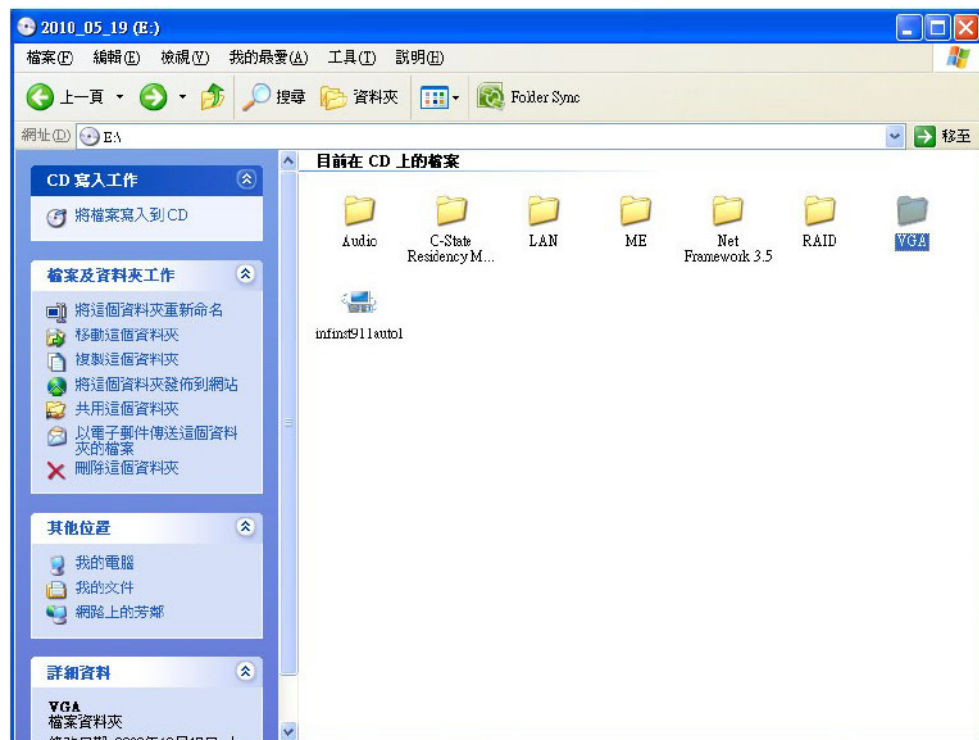 2010_05_19 (E:)
檔案(F) 編輯(E) 檢視(V) 我的最愛(A) 工具(T) 說明(H)
上一頁 搜尋 資料夾 Folder Sync
網址(D) E:\ 移至
CD 寫入工作
將檔案寫入到 CD
檔案及資料夾工作
將這個資料夾重新命名
移動這個資料夾
複製這個資料夾
將這個資料夾發佈到網站
共用這個資料夾
以電子郵件傳送這個資料
夾的檔案
刪除這個資料夾
其他位置
我的電腦
我的文件
網路上的芳鄰
詳細資料
VGA
檔案資料夾
目前在 CD 上的檔案
Audio
C-State
Residency M...
LAN
ME
Net
Framework 3.5
RAID
VGA
infinst911autol